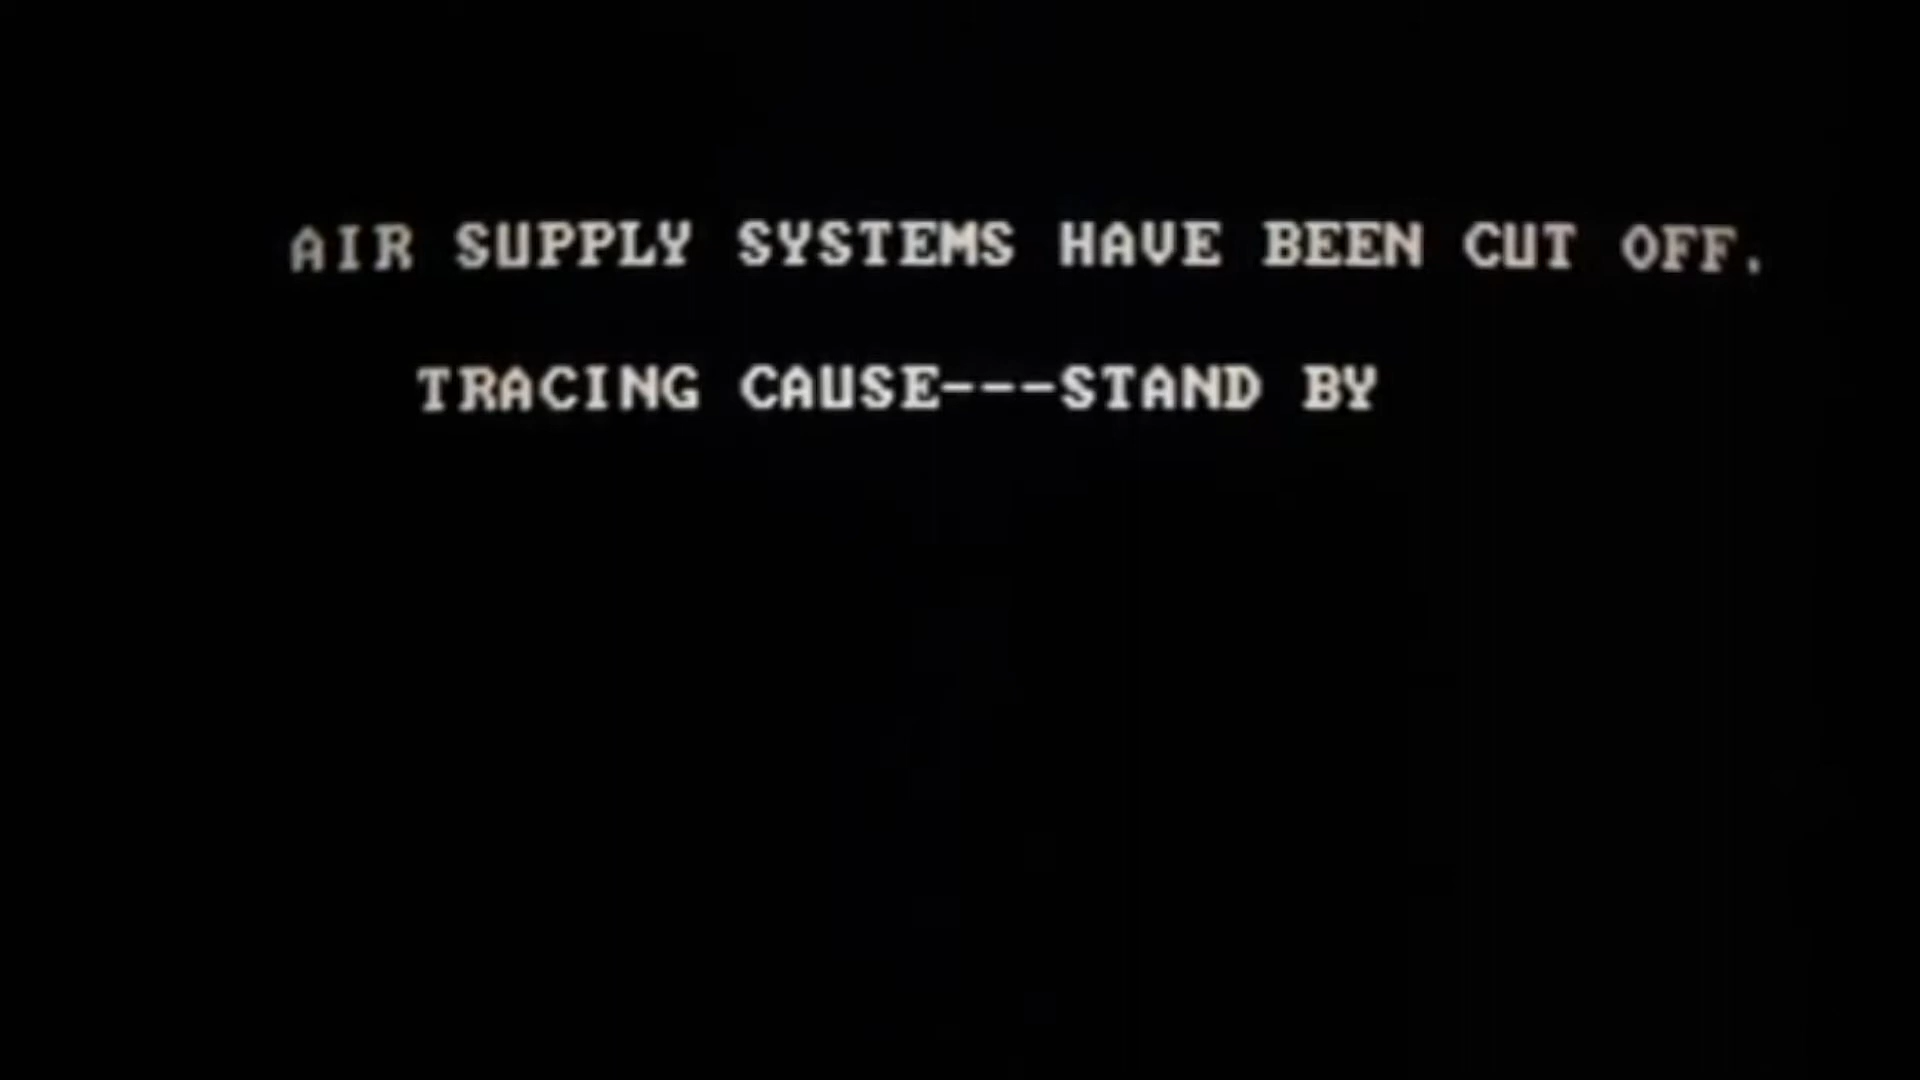 AIR SUPPLY SYSTEMS HAVE BEEN CUT OFF.
TRACING CAUSE---STAND BY